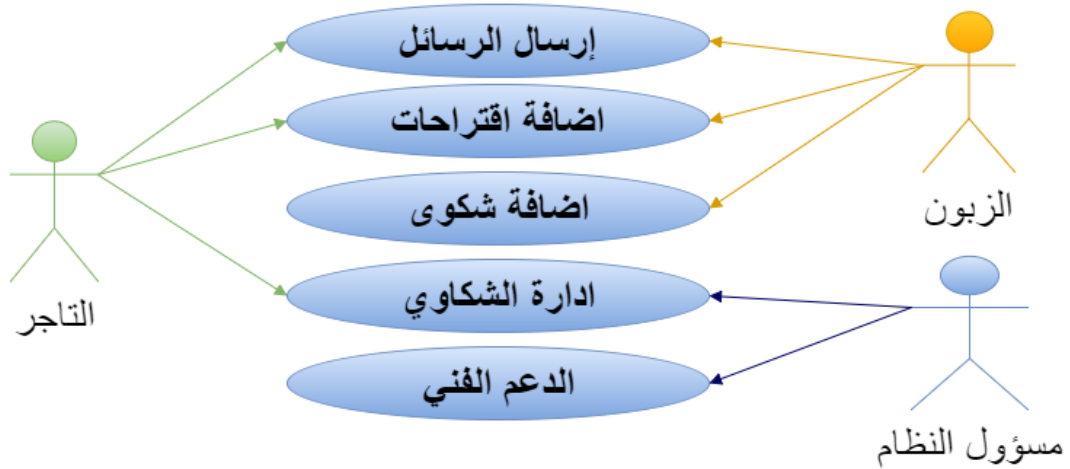 إرسال الرسائل
اضافة اقتراحات
اضافة شكوى
ادارة الشكاوي
الدعم الفني
الزبون
مسؤول النظام
التاجر